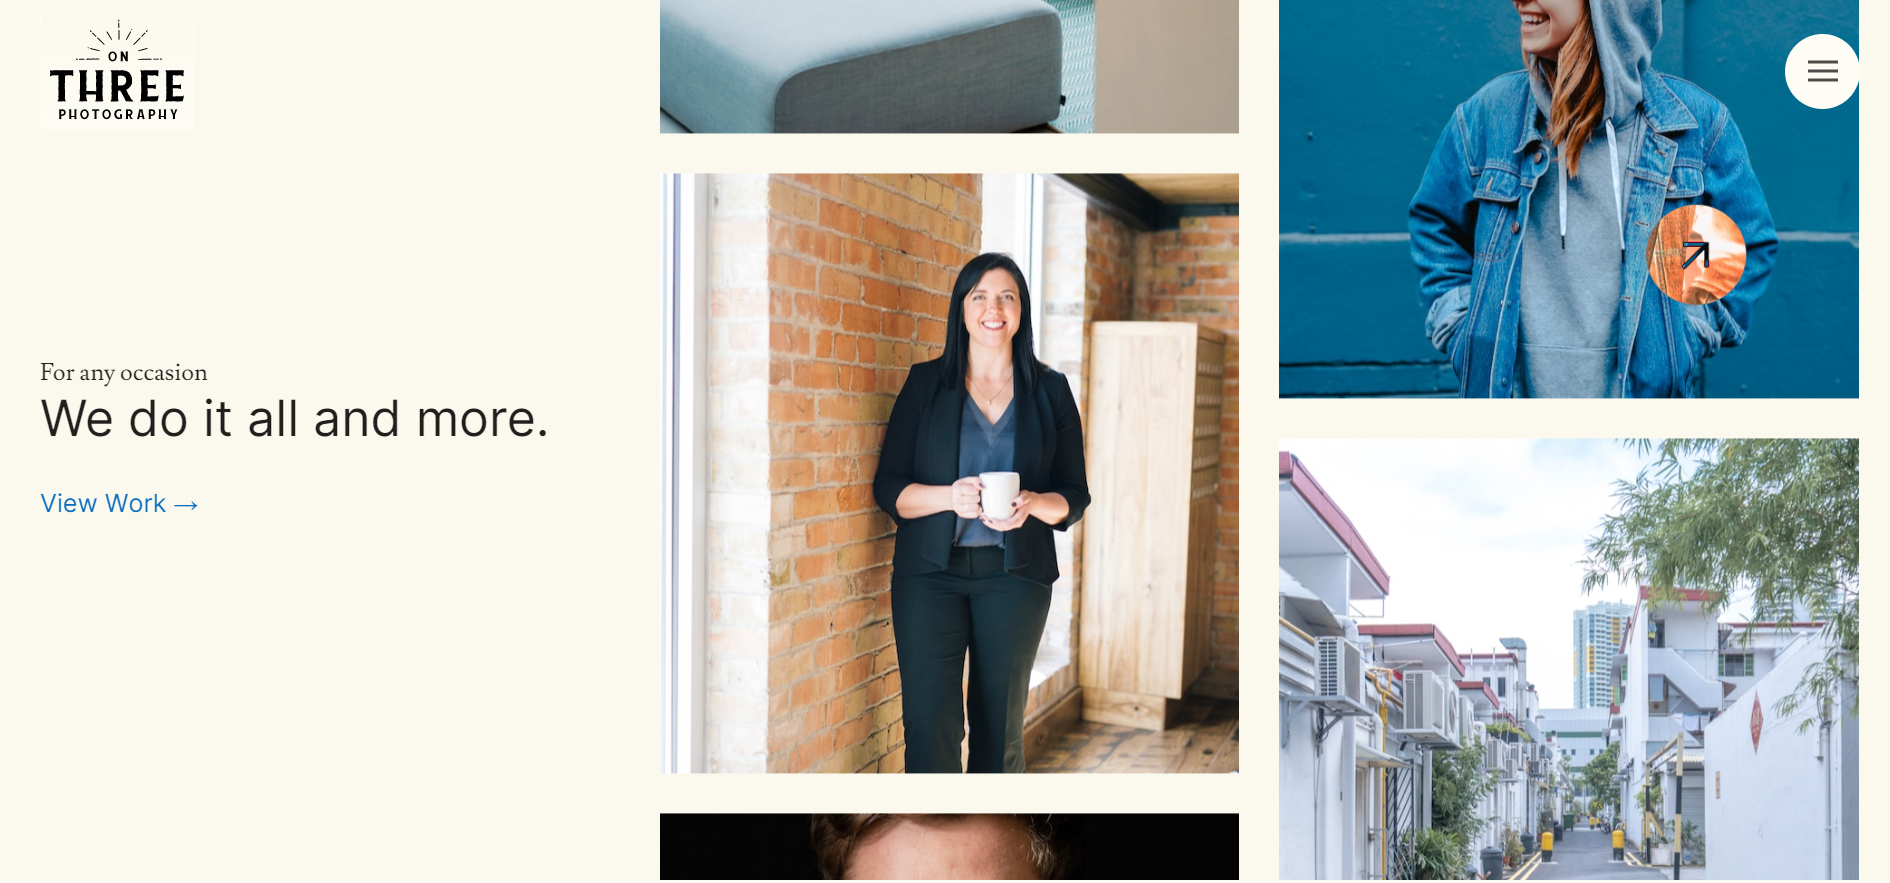 ON
THREE
PHOTOGRAPHY
For any occasion
We do it all and more.
View Work →